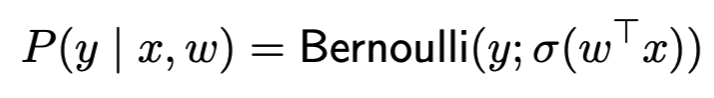 P(y | x, w) = Bernoulli(y; σ(w⊤x))